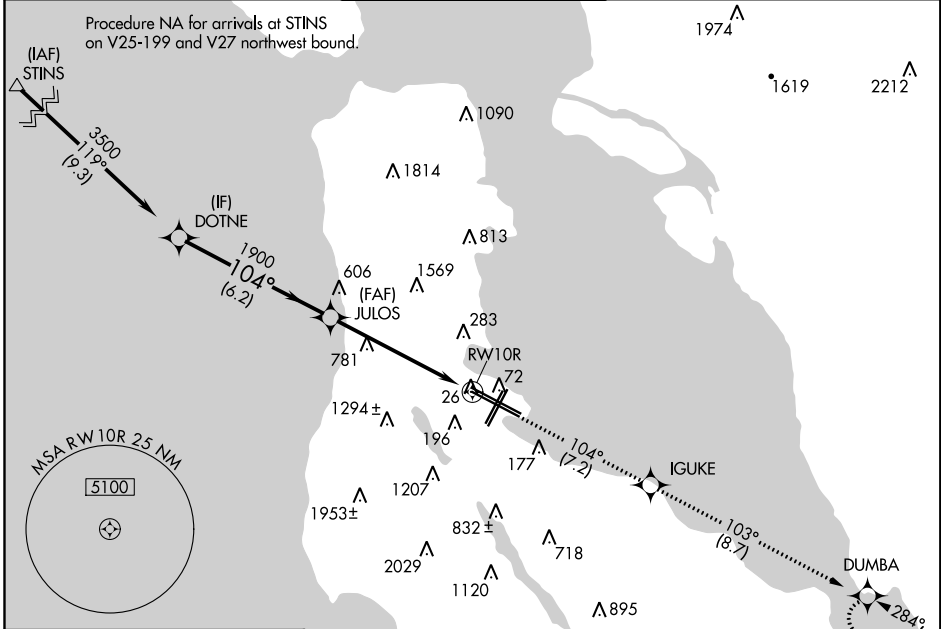 Procedure NA for arrivals at STINS
on V25-199 and V27 northwest bound.
(IAF)
STINS
3500
119°
(9.3)
(IF)
DOTNE
1900
104°
(6.2)
(FAF)
JULOS
1974
1619
2212
1090
1814
813
606
1569
283
781
RW10R
26
72
1294±
196
177
104°
(7.2)
IGUKE
1207
1953±
832±
718
2029
1120
895
103°
(8.7)
DUMBA
284°
MSA RW10R 25 NM
5100